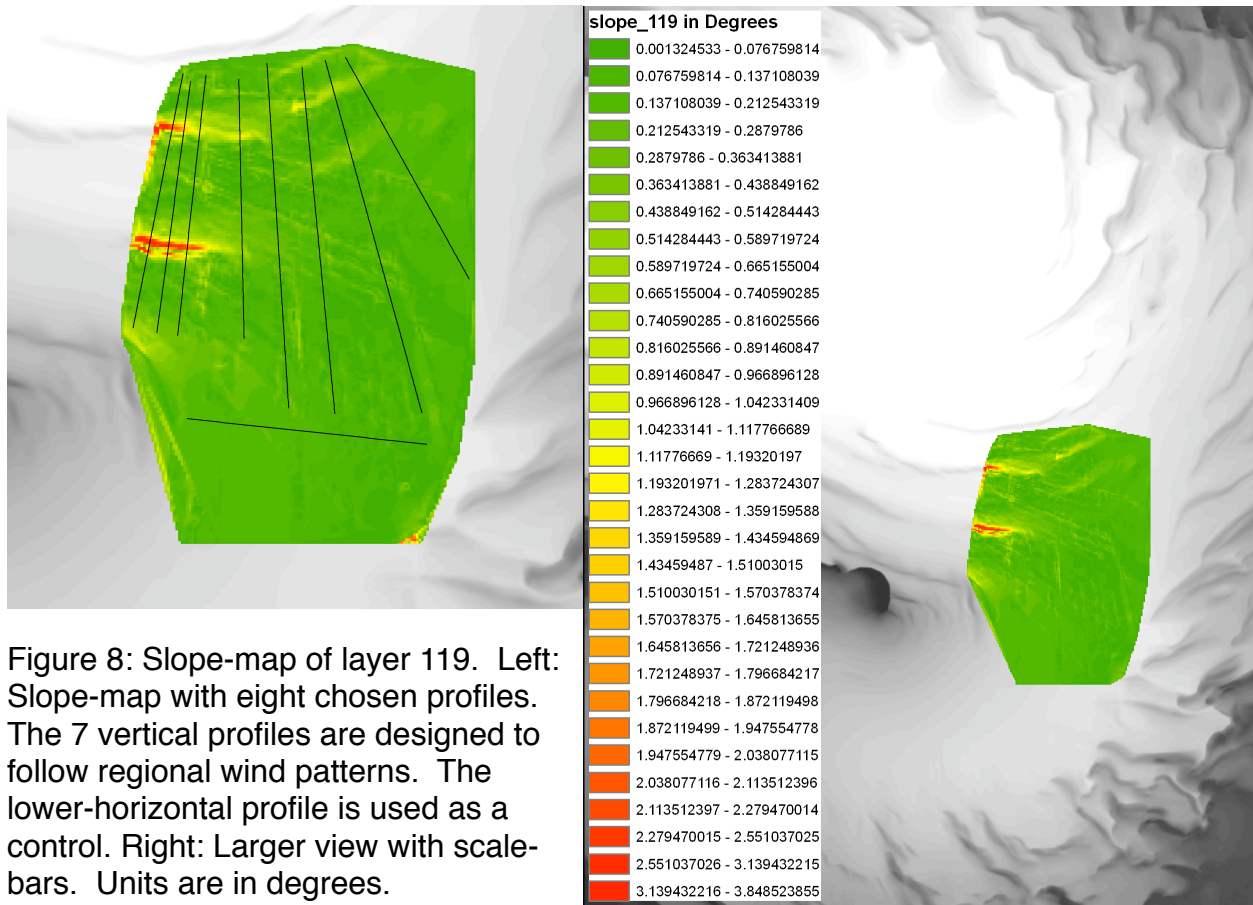 slope_119 in Degrees
0.001324533 - 0.076759814
0.076759814 - 0.137108039
0.137108039 - 0.212543319
0.212543319 - 0.2879786
0.2879786 - 0.363413881
0.363413881 - 0.438849162
0.438849162 - 0.514284443
0.514284443 - 0.589719724
0.589719724 - 0.665155004
0.665155004 - 0.740590285
0.740590285 - 0.816025566
0.816025566 - 0.891460847
0.891460847 - 0.966896128
0.966896128 - 1.042331409
1.04233141 - 1.117766689
1.11776669 - 1.19320197
1.193201971 - 1.283724307
1.283724308 - 1.359159588
1.359159589 - 1.434594869
1.43459487 - 1.51003015
1.510030151 - 1.570378374
1.570378375 - 1.645813655
1.645813656 - 1.721248936
1.721248937 - 1.796684217
1.796684218 - 1.872119498
1.872119499 - 1.947554778
1.947554779 - 2.038077115
2.038077116 - 2.113512396
2.113512397 - 2.279470014
2.279470015 - 2.551037025
2.551037026 - 3.139432215
3.139432216 - 3.848523855
Figure 8: Slope-map of layer 119.  Left:
Slope-map with eight chosen profiles.
The 7 vertical profiles are designed to
follow regional wind patterns.  The
lower-horizontal profile is used as a
control. Right: Larger view with scale-
bars.  Units are in degrees.